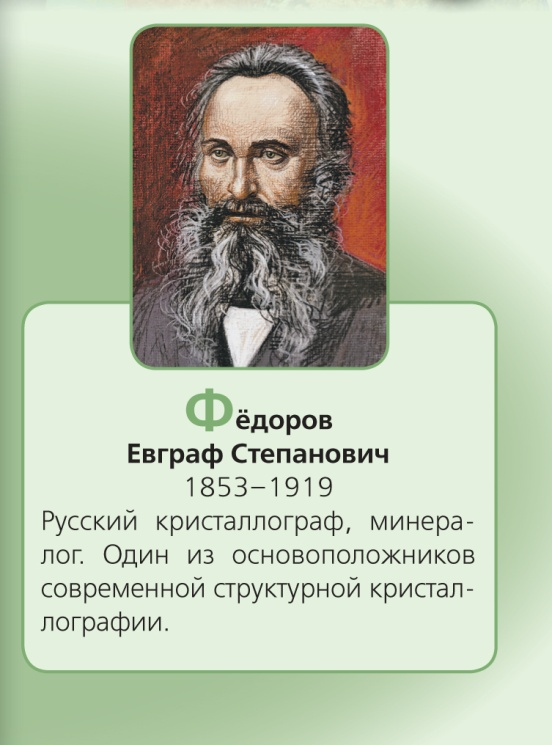 Фёдоров
Евграф Степанович
1853–1919
Русский кристаллограф, минера-
лог. Один из основоположников
современной структурной кристал-
лографии.